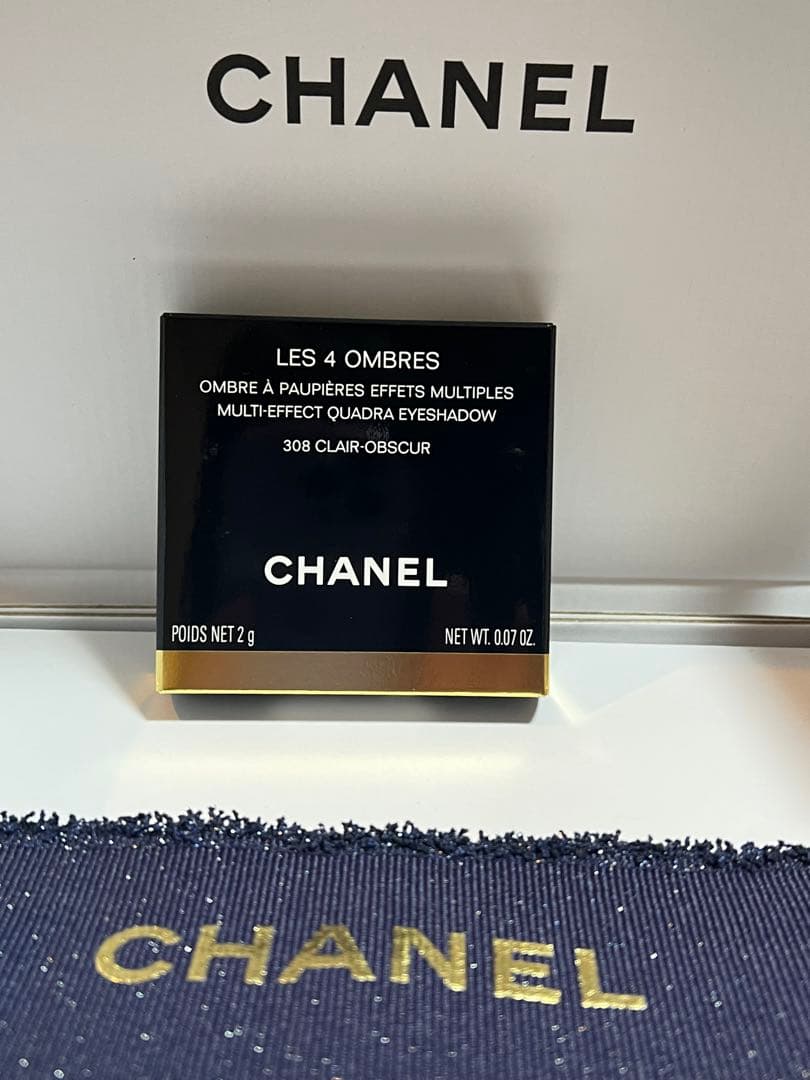 CHANEL
LES 4 OMBRES
OMBRE À PAUPIÈRES EFFETS MULTIPLES
MULTI-EFFECT QUADRA EYESHADOW
308 CLAIR-OBSCUR
CHANEL
POIDS NET 2 g NET WT. 0.07 OZ.
CHANEL